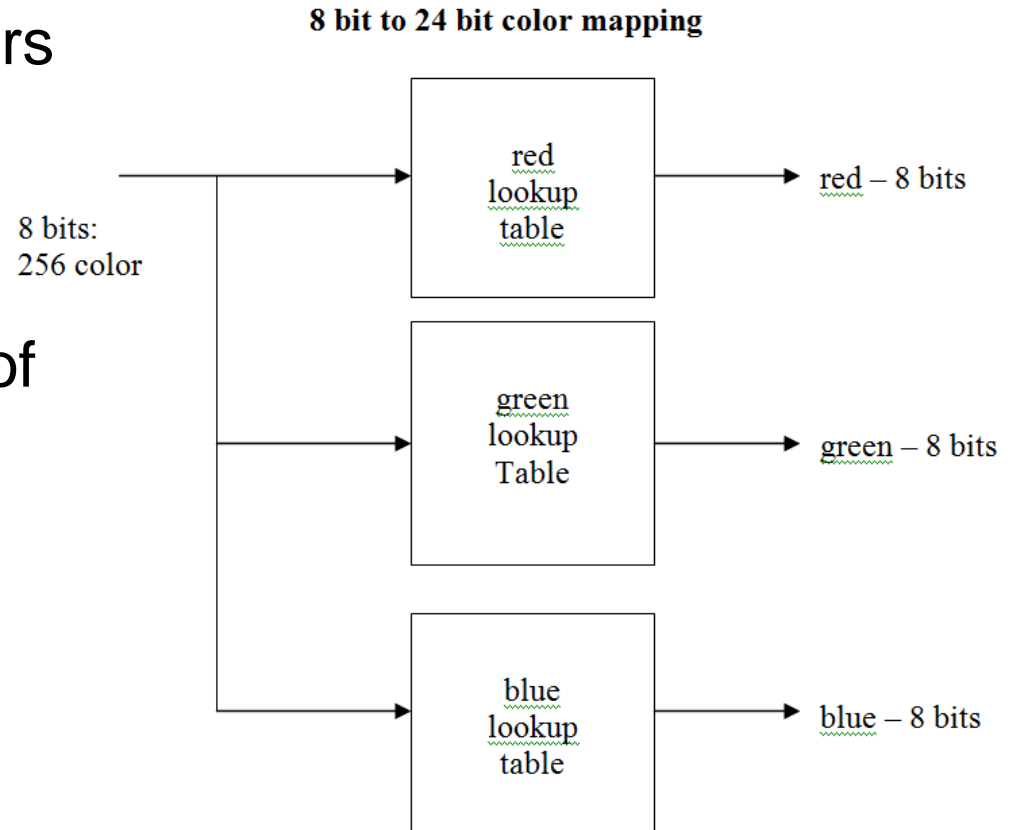 8 bit to 24 bit color mapping
rs
red
lookup
table
red – 8 bits
8 bits:
256 color
of
green
lookup
Table
green – 8 bits
blue
lookup
table
blue – 8 bits